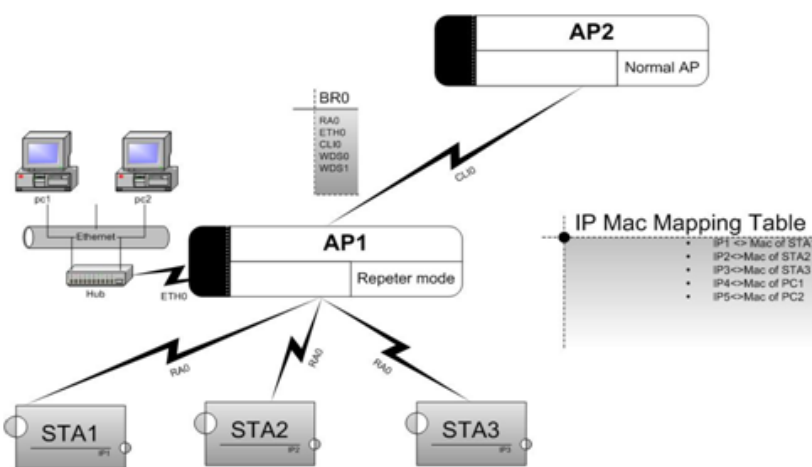 AP2
Normal AP
BR0
RA0
ETH0
CLI0
WDS0
WDS1
CLI0
pc1
pc2
Ethernet
Hub
ETH0
AP1
Repeter mode
IP Mac Mapping Table
• IP1 <> Mac of STA
• IP2<>Mac of STA2
• IP3<>Mac of STA3
• IP4<>Mac of PC1
• IP5<>Mac of PC2
RA0
RA0
RA0
STA1
IP1
STA2
IP2
STA3
IP3